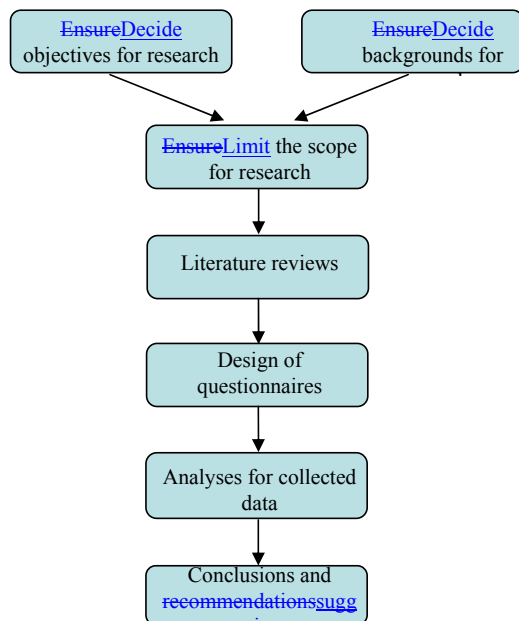 EnsureDecide
objectives for research
EnsureDecide
backgrounds for
EnsureLimit the scope
for research
Literature reviews
Design of
questionnaires
Analyses for collected
data
Conclusions and
recommendationssugg